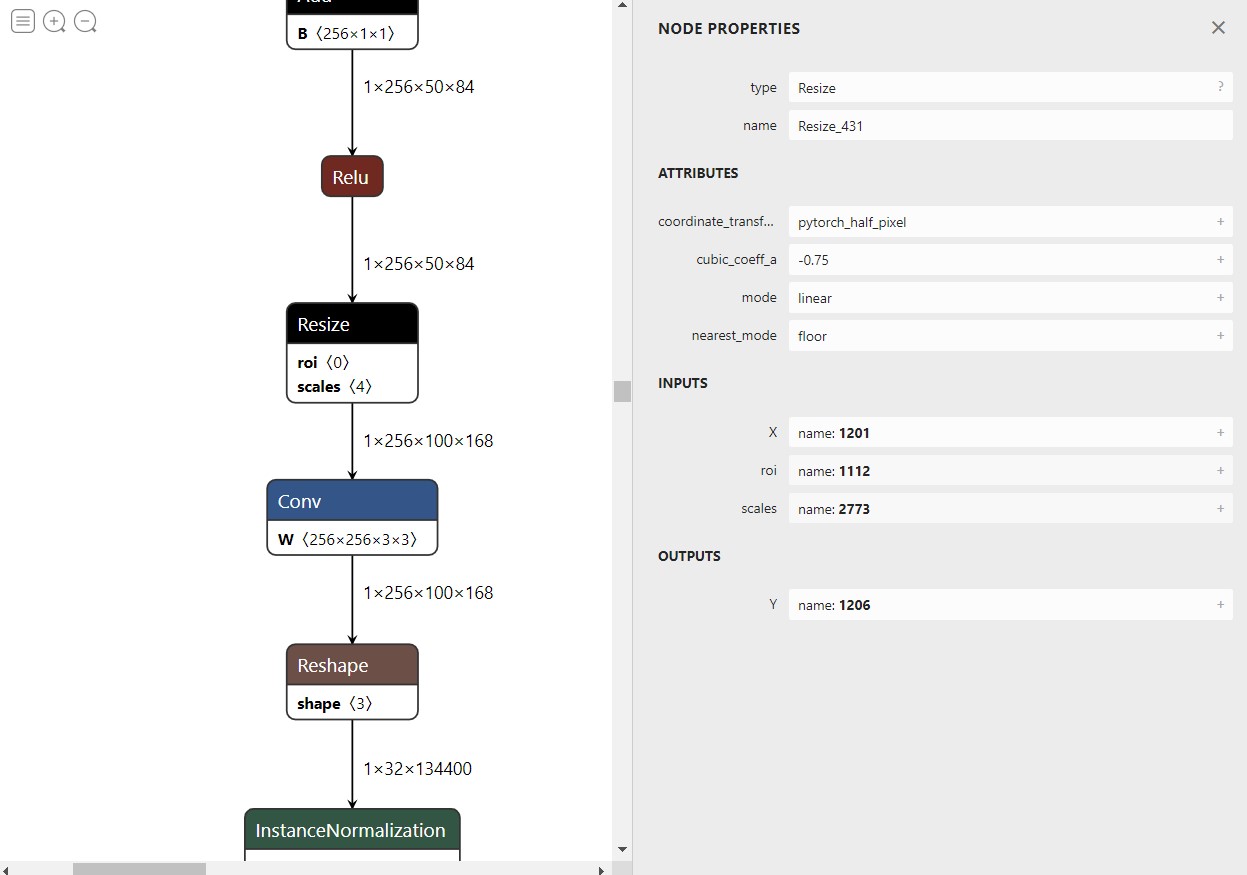 Add
B 〈256×1×1〉
1×256×50×84
Relu
1×256×50×84
Resize
roi 〈0〉
scales 〈4〉
1×256×100×168
Conv
W 〈256×256×3×3〉
1×256×100×168
Reshape
shape 〈3〉
1×32×134400
InstanceNormalization
NODE PROPERTIES
type Resize ?
name Resize_431
ATTRIBUTES
coordinate_transf... pytorch_half_pixel +
cubic_coeff_a -0.75 +
mode linear +
nearest_mode floor +
INPUTS
X name: 1201 +
roi name: 1112 +
scales name: 2773 +
OUTPUTS
Y name: 1206 +